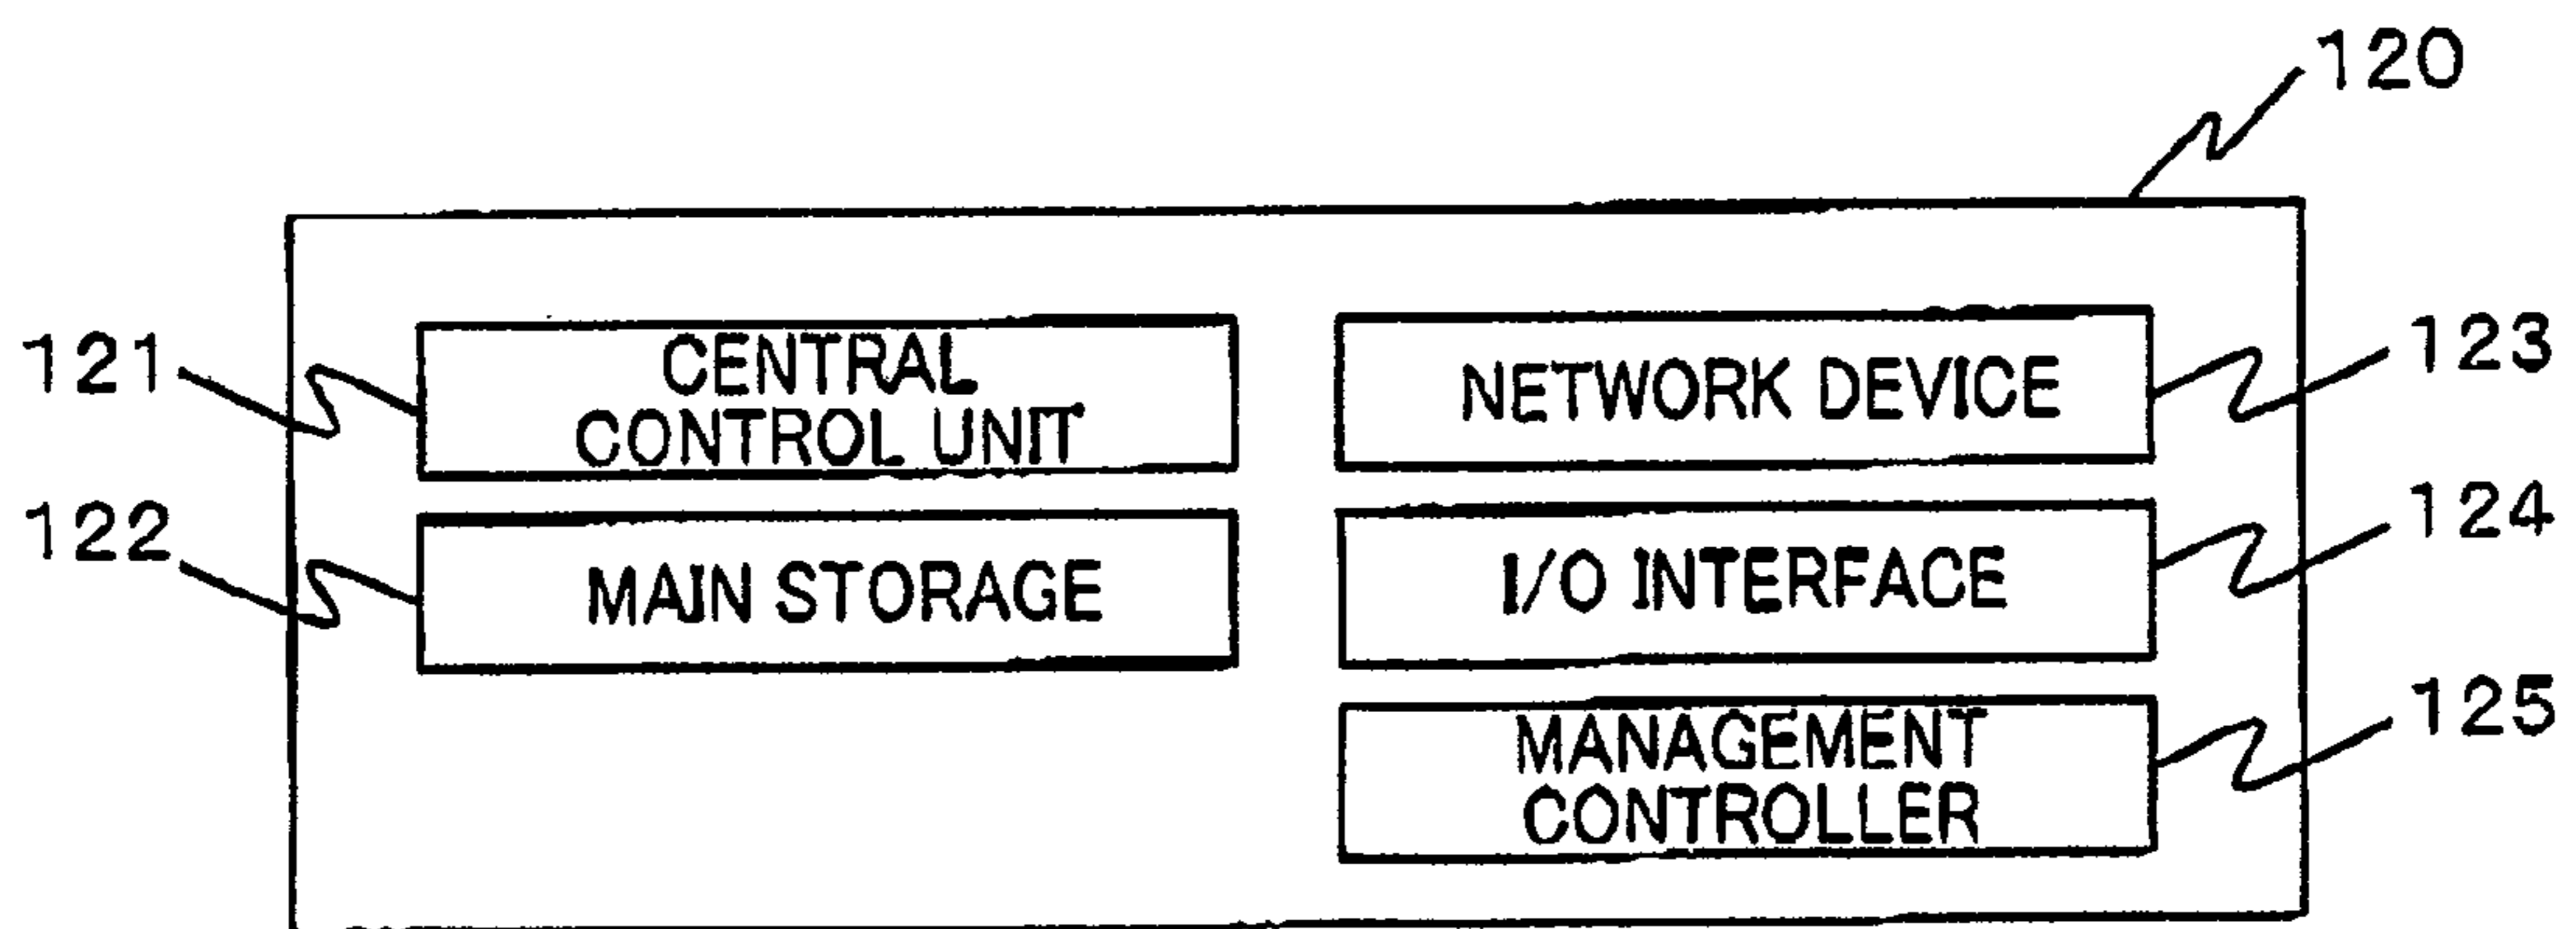 120
121
CENTRAL
CONTROL UNIT
NETWORK DEVICE
123
122
MAIN STORAGE
I/O INTERFACE
124
MANAGEMENT
CONTROLLER
125